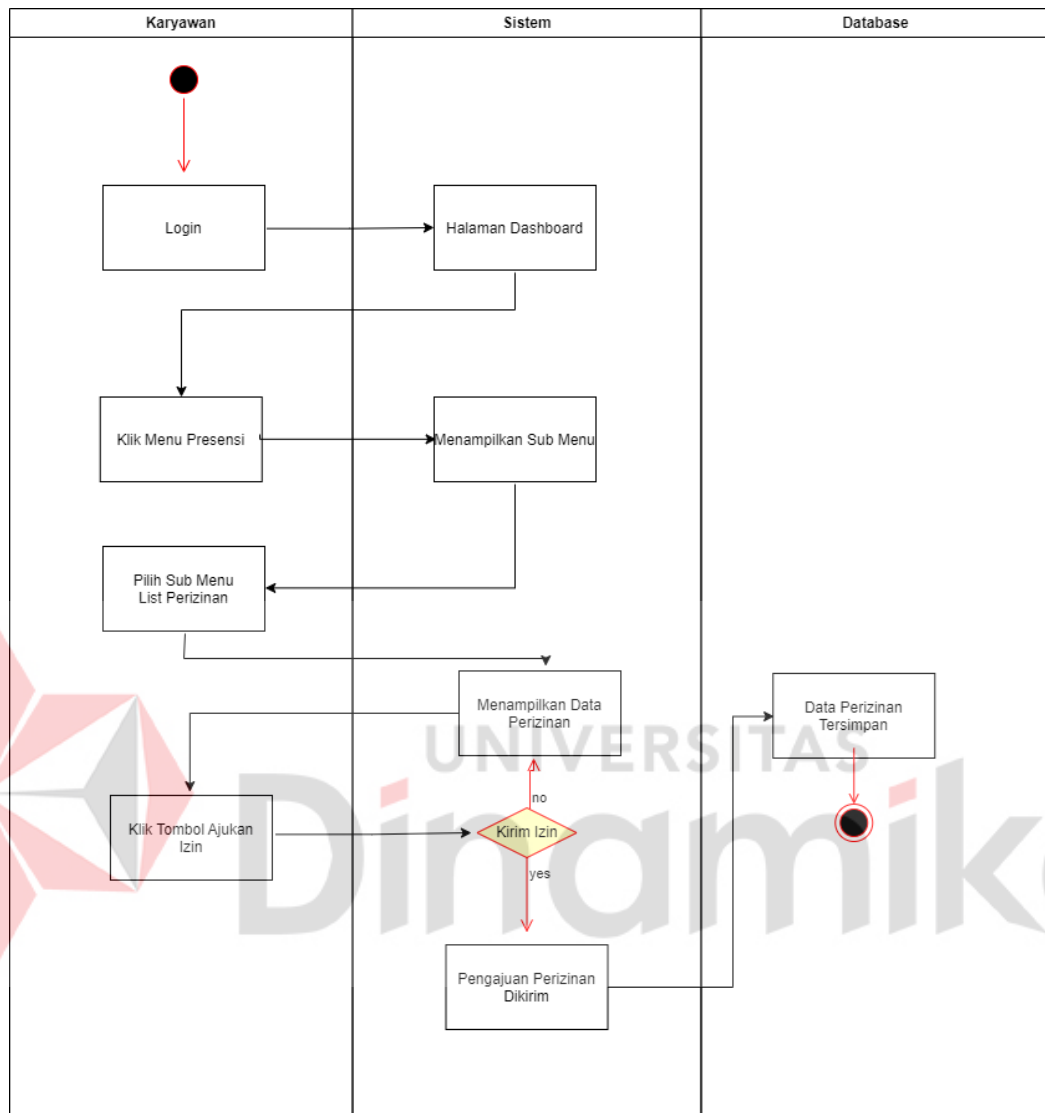 Karyawan
Sistem
Database
Login
Halaman Dashboard
Klik Menu Presensi
Menampilkan Sub Menu
Pilih Sub Menu
List Perizinan
Menampilkan Data
Perizinan
Data Perizinan
Tersimpan
UNIVERSITAS
Dinamika
no
Klik Tombol Ajukan
Izin
Kirim Izin
yes
Pengajuan Perizinan
Dikirim